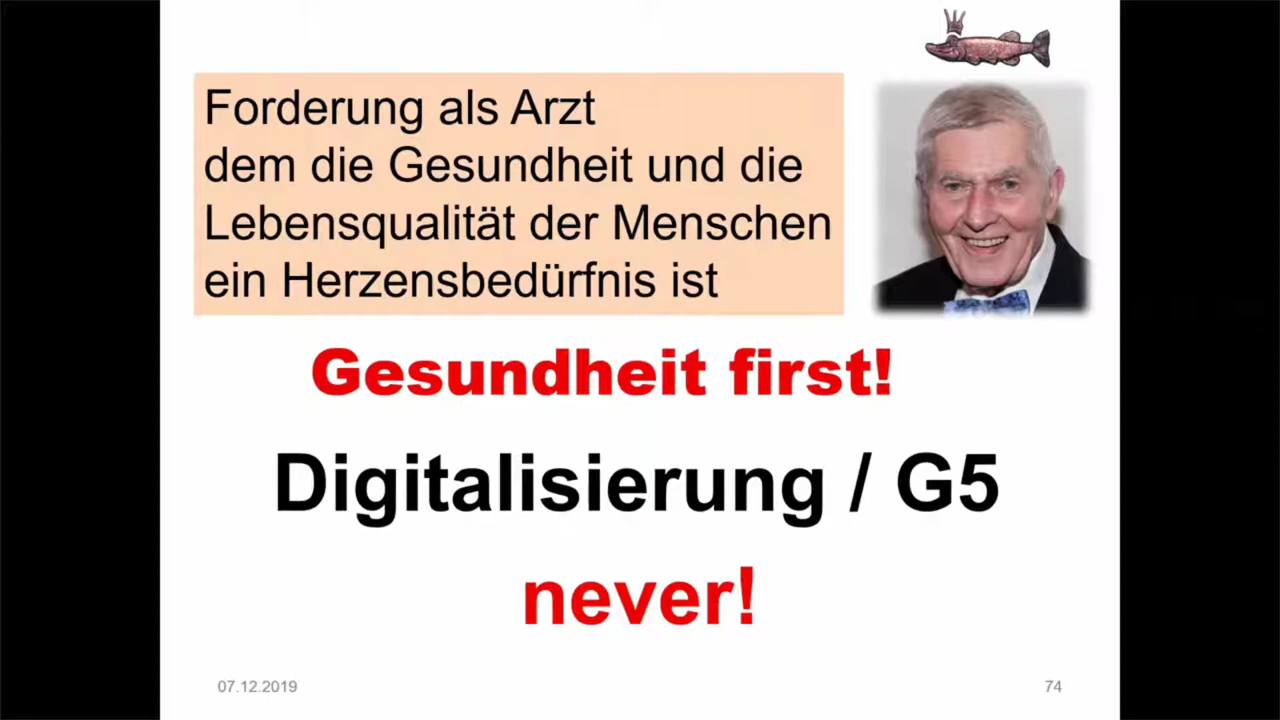 Forderung als Arzt
dem die Gesundheit und die
Lebensqualität der Menschen
ein Herzensbedürfnis ist
Gesundheit first!
Digitalisierung / G5
never!
07.12.2019
74